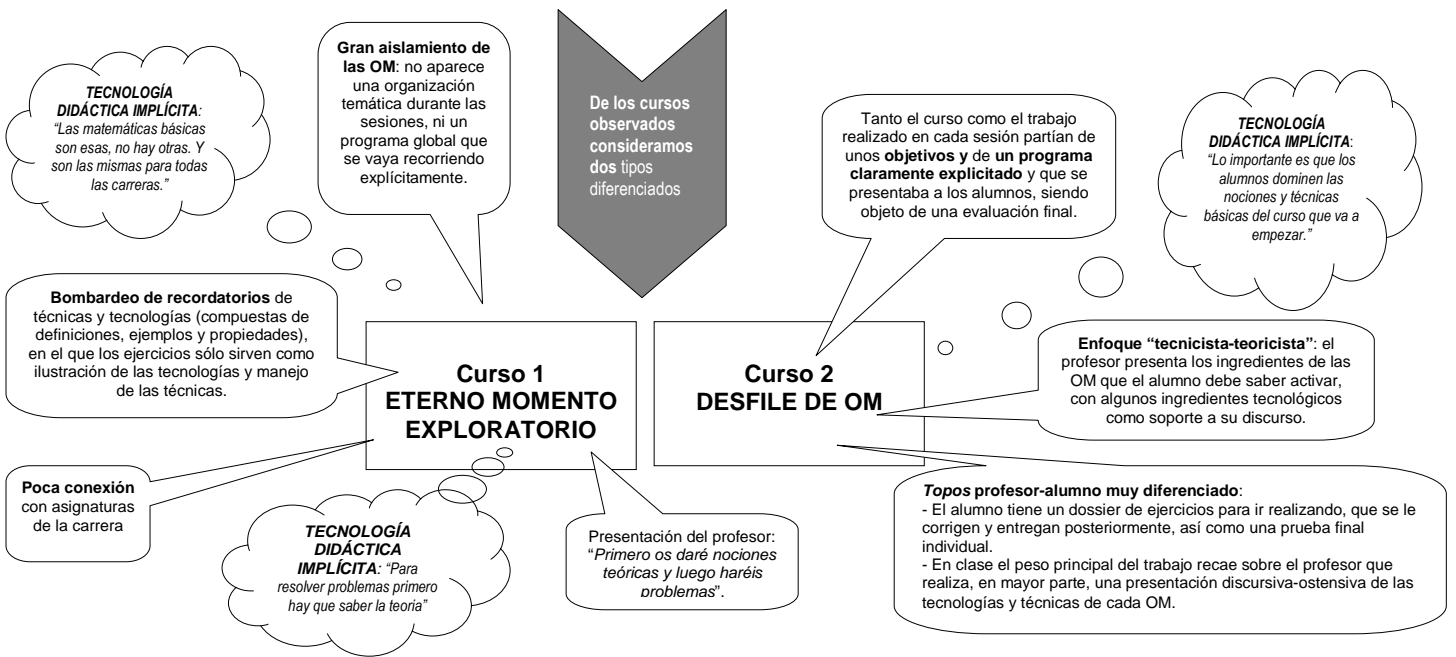 TECNOLOGÍA
DIDÁCTICA IMPLÍCITA:
“Las matemáticas básicas
son esas, no hay otras. Y
son las mismas para todas
las carreras.”
Gran aislamiento de
las OM: no aparece
una organización
temática durante las
sesiones, ni un
programa global que
se vaya recorriendo
explícitamente.
De los cursos
observados
consideramos
dos tipos
diferenciados
Tanto el curso como el trabajo
realizado en cada sesión partían de
unos objetivos y de un programa
claramente explicitado y que se
presentaba a los alumnos, siendo
objeto de una evaluación final.
TECNOLOGÍA
DIDÁCTICA IMPLÍCITA:
“Lo importante es que los
alumnos dominen las
nociones y técnicas
básicas del curso que va a
empezar.”
Bombardeo de recordatorios de
técnicas y tecnologías (compuestas de
definiciones, ejemplos y propiedades),
en el que los ejercicios sólo sirven como
ilustración de las tecnologías y manejo
de las técnicas.
Curso 1
ETERNO MOMENTO
EXPLORATORIO
Curso 2
DESFILE DE OM
Enfoque “tecnicista-teoricista”: el
profesor presenta los ingredientes de las
OM que el alumno debe saber activar,
con algunos ingredientes tecnológicos
como soporte a su discurso.
Poca conexión
con asignaturas
de la carrera
TECNOLOGÍA
DIDÁCTICA
IMPLÍCITA: “Para
resolver problemas primero
hay que saber la teoria”
Presentación del profesor:
“Primero os daré nociones
teóricas y luego haréis
problemas”.
Topos profesor-alumno muy diferenciado:
- El alumno tiene un dossier de ejercicios para ir realizando, que se le
corrigen y entregan posteriormente, así como una prueba final
individual.
- En clase el peso principal del trabajo recae sobre el profesor que
realiza, en mayor parte, una presentación discursiva-ostensiva de las
tecnologías y técnicas de cada OM.